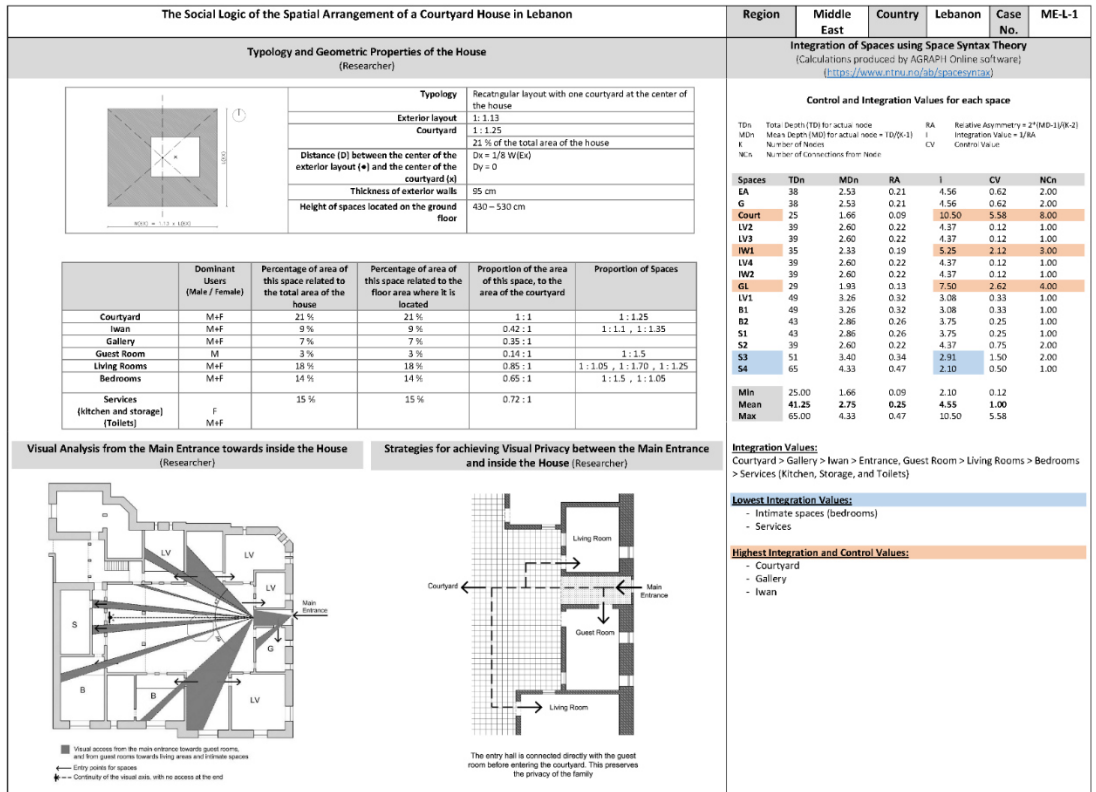 The Social Logic of the Spatial Arrangement of a Courtyard House in Lebanon
Region Middle East Country Lebanon Case No. ME-L-1
Typology and Geometric Properties of the House
(Researcher)
Typology Recatngular layout with one courtyard at the center of the house
Exterior layout 1: 1.13
Courtyard 1 : 1.25
21 % of the total area of the house
Distance (D) between the center of the exterior layout (●) and the center of the courtyard (x) Dx = 1/8 W(Ex)
Dy = 0
Thickness of exterior walls 95 cm
Height of spaces located on the ground floor 430 – 530 cm
Dominant Users (Male / Female) Percentage of area of this space related to the total area of the house Percentage of area of this space related to the floor area where it is located Proportion of the area of this space, to the area of the courtyard Proportion of Spaces
Courtyard M+F 21 % 21 % 1 : 1 1 : 1.25
Iwan M+F 9 % 9 % 0.42 : 1 1 : 1.1 , 1 : 1.35
Gallery M+F 7 % 7 % 0.35 : 1
Guest Room M 3 % 3 % 0.14 : 1 1 : 1.5
Living Rooms M+F 18 % 18 % 0.85 : 1 1 : 1.05 , 1 : 1.70 , 1 : 1.25
Bedrooms M+F 14 % 14 % 0.65 : 1 1 : 1.5 , 1 : 1.05
Services 15 % 15 % 0.72 : 1
(kitchen and storage) F
(Toilets) M+F
Visual Analysis from the Main Entrance towards inside the House
(Researcher)
LV
LV
LV
Main Entrance
S
G
B
B
LV
LV
Visual access from the main entrance towards guest rooms, and from guest rooms towards living areas and intimate spaces
Entry points for spaces
Continuity of the visual axis, with no access at the end
Strategies for achieving Visual Privacy between the Main Entrance and inside the House (Researcher)
Living Room
Courtyard
Main Entrance
Guest Room
Living Room
The entry hall is connected directly with the guest room before entering the courtyard. This preserves the privacy of the family
Integration of Spaces using Space Syntax Theory
(Calculations produced by AGRAPH Online software)
(https://www.ntnu.no/ab/spacesyntax)
Control and Integration Values for each space
TDn Total Depth (TD) for actual node RA Relative Asymmetry = 2*(MD-1)/(K-2)
MDn Mean Depth (MD) for actual node = TD/(K-1) i Integration Value = 1/RA
K Number of Nodes CV Control Value
NCn Number of Connections from Node
Spaces TDn MDn RA i CV NCn
EA 38 2.53 0.21 4.56 0.62 2.00
G 38 2.53 0.21 4.56 0.62 2.00
Court 25 1.66 0.09 10.50 5.58 8.00
LV2 39 2.60 0.22 4.37 0.12 1.00
LV3 39 2.60 0.22 4.37 0.12 1.00
IW1 35 2.33 0.19 5.25 2.12 3.00
LV4 39 2.60 0.22 4.37 0.12 1.00
IW2 39 2.60 0.22 4.37 0.12 1.00
GL 29 1.93 0.13 7.50 2.62 4.00
LV1 49 3.26 0.32 3.08 0.33 1.00
B1 49 3.26 0.32 3.08 0.33 1.00
B2 43 2.86 0.26 3.75 0.25 1.00
S1 43 2.86 0.26 3.75 0.25 1.00
S2 39 2.60 0.22 4.37 0.75 2.00
S3 51 3.40 0.34 2.91 1.50 2.00
S4 65 4.33 0.47 2.10 0.50 1.00
Min 25.00 1.66 0.09 2.10 0.12
Mean 41.25 2.75 0.25 4.55 1.00
Max 65.00 4.33 0.47 10.50 5.58
Integration Values:
Courtyard > Gallery > Iwan > Entrance, Guest Room > Living Rooms > Bedrooms
> Services (Kitchen, Storage, and Toilets)
Lowest Integration Values:
- Intimate spaces (bedrooms)
- Services
Highest Integration and Control Values:
- Courtyard
- Gallery
- Iwan